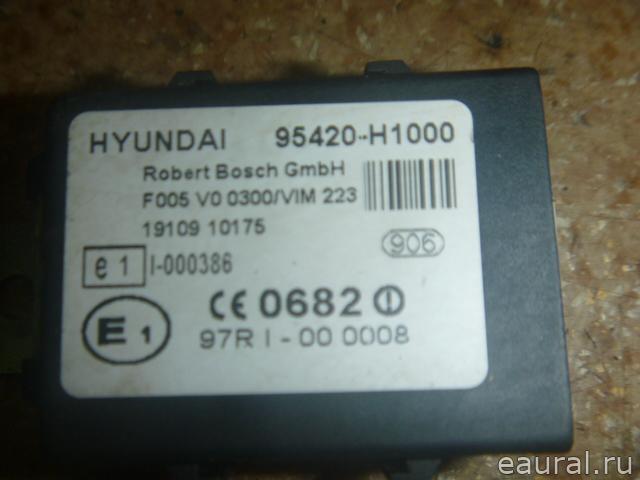 HYUNDAI 95420-H1000
Robert Bosch GmbH
F005 V0 0300/VIM 223
19109 10175
906
e 1 I-000386
CE 0682
E 1
97R I - 00 0008
eaural.ru